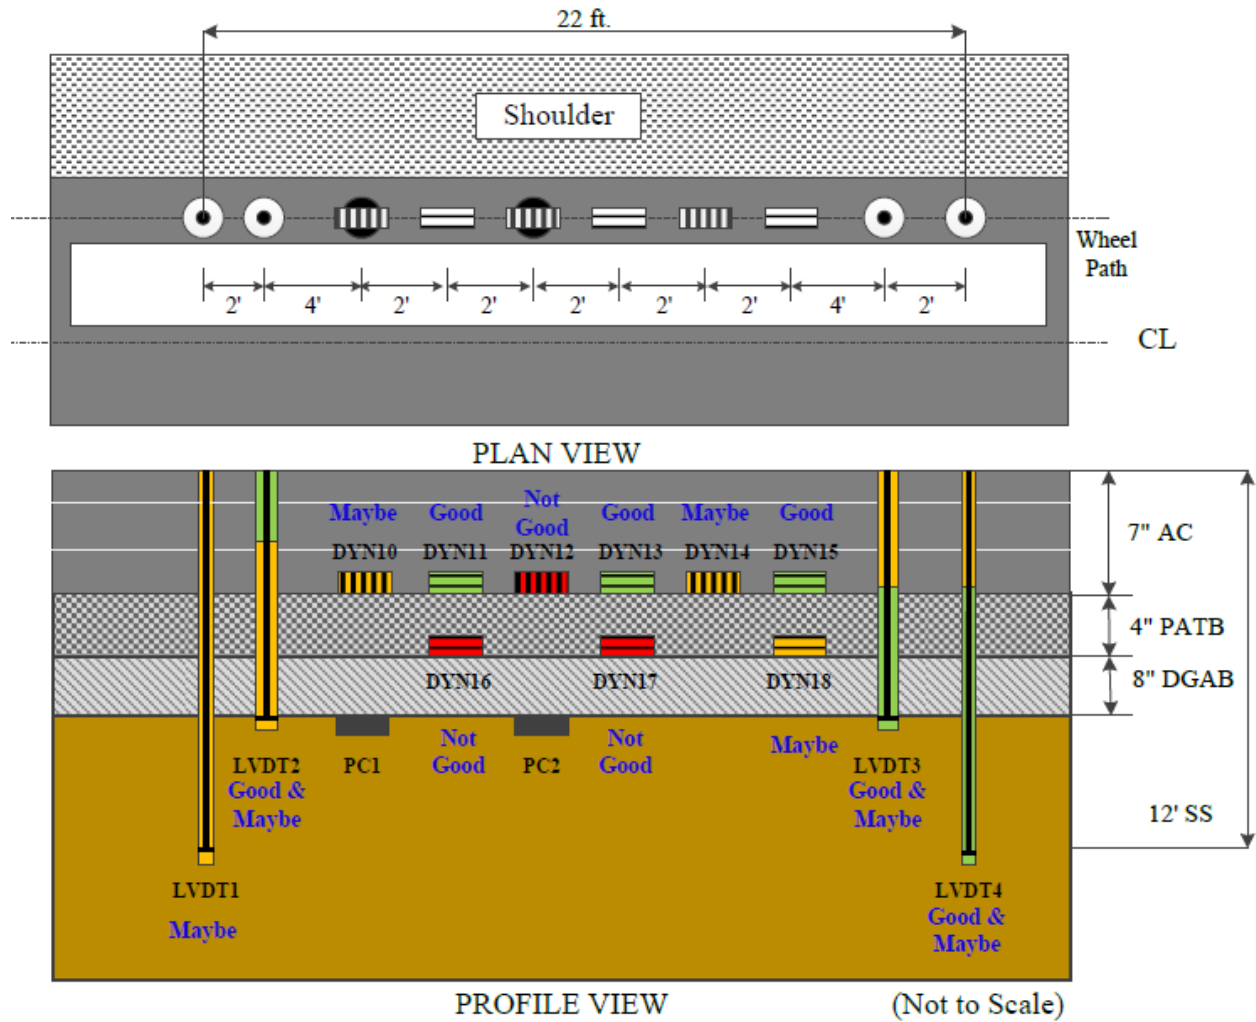 22 ft.
Shoulder
Wheel
Path
2' 4' 2' 2' 2' 2' 2' 4' 2'
CL
PLAN VIEW
Maybe Good Not
Good Good Maybe Good
DYN10 DYN11 DYN12 DYN13 DYN14 DYN15
7" AC
4" PATB
DYN16 DYN17 DYN18
8" DGAB
LVDT2
Good &
Maybe
PC1
Not
Good
PC2
Not
Good
Maybe
LVDT3
Good &
Maybe
12' SS
LVDT1
Maybe
LVDT4
Good &
Maybe
PROFILE VIEW
(Not to Scale)